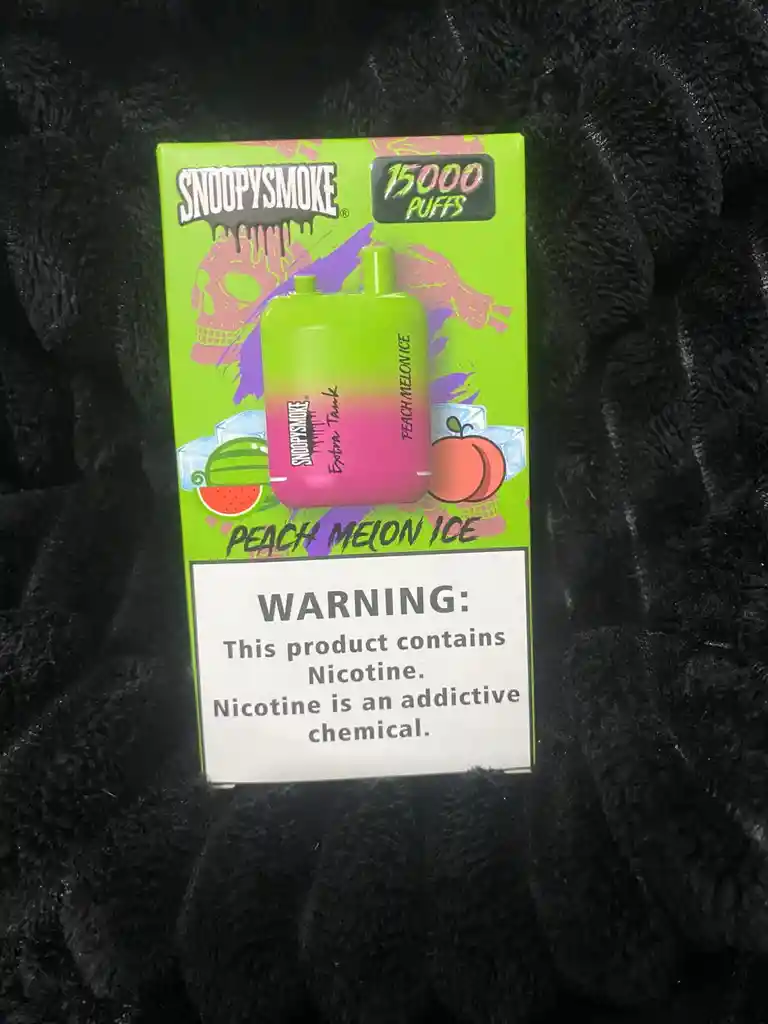 SNOOPYSMOKE®
15000
PUFFS
SNOOPYSMOKE®
Extra Tank
PEACH MELON ICE
PEACH MELON ICE
WARNING:
This product contains
Nicotine.
Nicotine is an addictive
chemical.